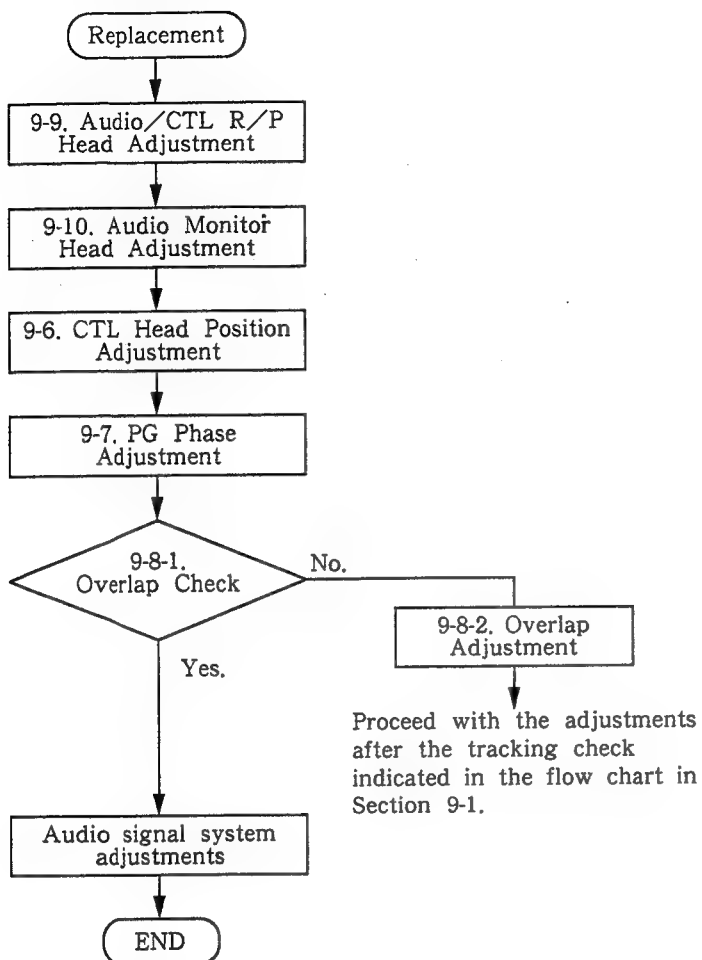 Replacement
9-9. Audio/CTL R/P
Head Adjustment
9-10. Audio Monitor
Head Adjustment
9-6. CTL Head Position
Adjustment
9-7. PG Phase
Adjustment
9-8-1.
Overlap Check
No.
Yes.
9-8-2. Overlap
Adjustment
Proceed with the adjustments
after the tracking check
indicated in the flow chart in
Section 9-1.
Audio signal system
adjustments
END